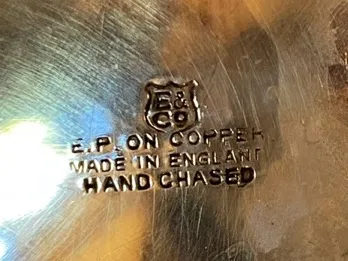 E&
CO
E.P. ON COPPER
MADE IN ENGLAND
HAND CHASED